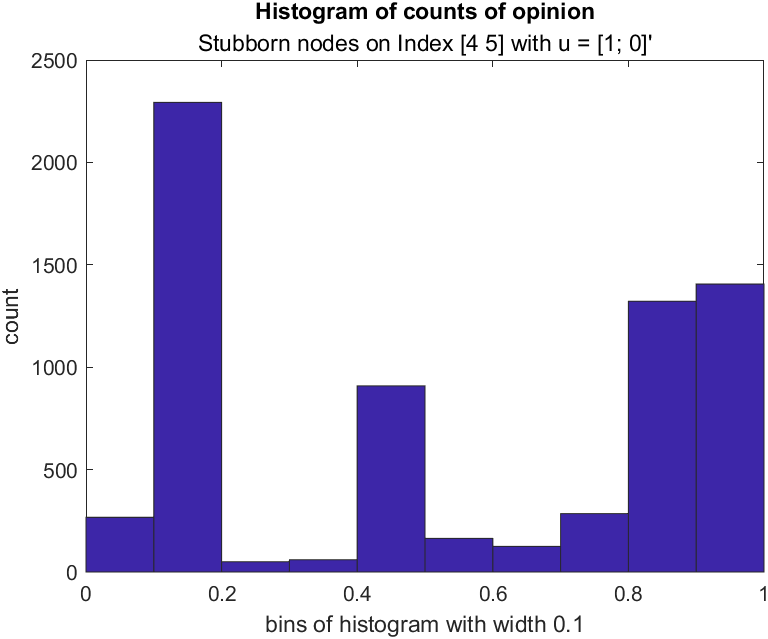 Histogram of counts of opinion
Stubborn nodes on Index [4 5] with u = [1; 0]'
2500
2000
1500
1000
500
0
count
0 0.2 0.4 0.6 0.8 1
bins of histogram with width 0.1